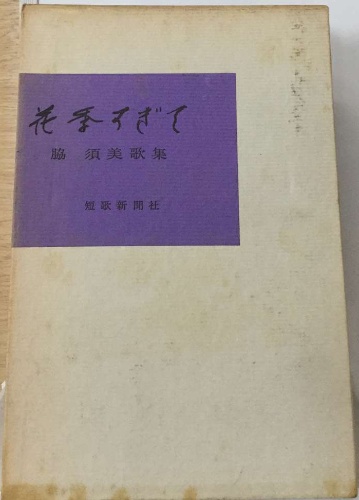 花季すぎて
脇 須美歌集
短歌新聞社